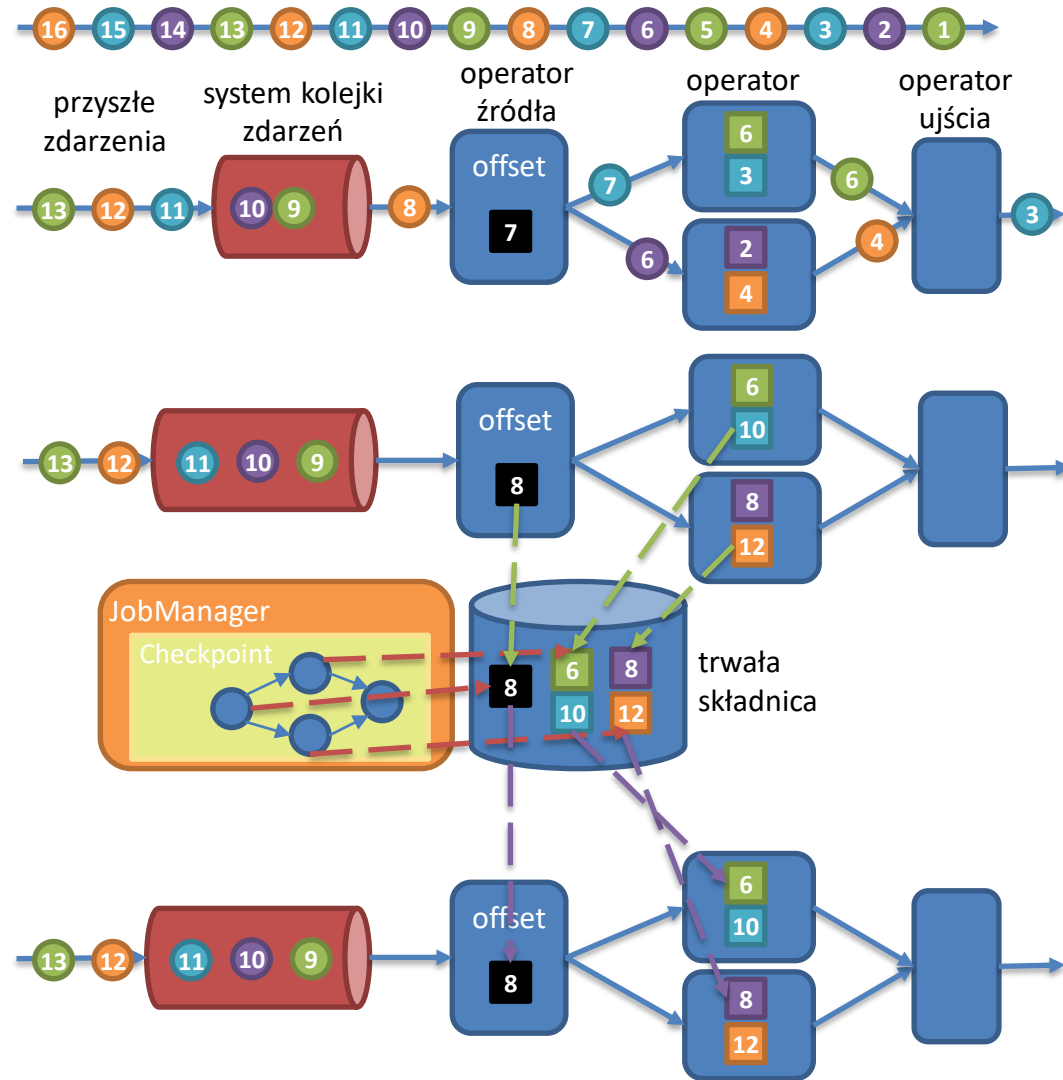 16 15 14 13 12 11 10 9 8 7 6 5 4 3 2 1
przyszłe
zdarzenia
system kolejki
zdarzeń
operator
źródła
operator
operator
ujścia
13 12 11
10 9
8
offset
7
7
6
6
3
2
4
6
4
3
13 12
11 10 9
offset
8
6
10
8
12
JobManager
Checkpoint
8
6
10
8
12
trwała
składnica
13 12
11 10 9
offset
8
6
10
8
12